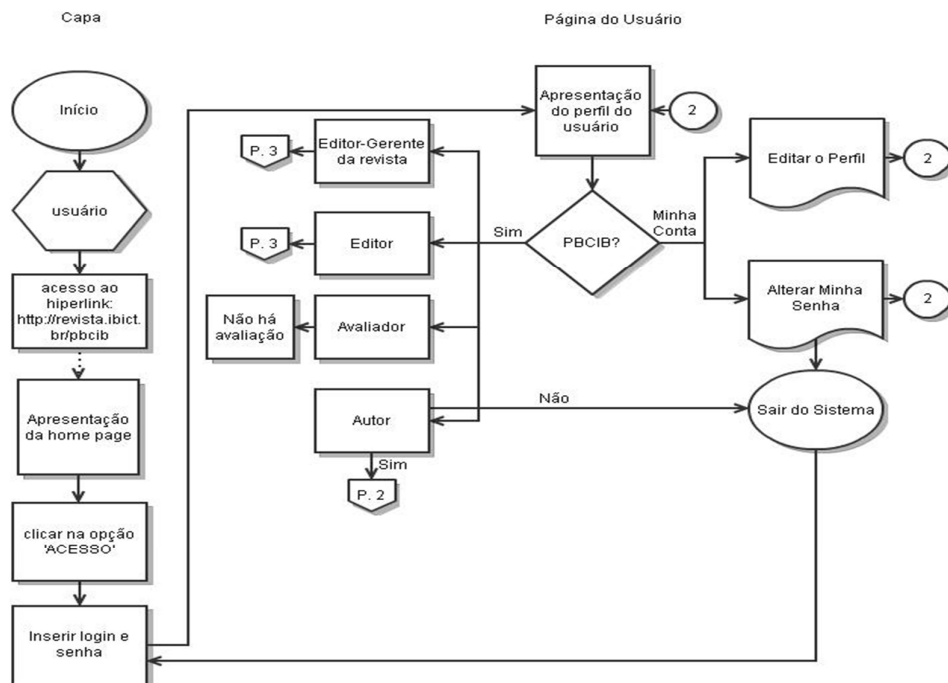 Capa
Página do Usuário
Início
usuário
acesso ao
hiperlink:
http://revista.ibict.
br/pbcib
Apresentação
da home page
clicar na opção
'ACESSO'
Inserir login e
senha
Apresentação
do perfil do
usuário
2
PBCIB?
Sim
Minha
Conta
Editor-Gerente
da revista
P. 3
Editor
P. 3
Avaliador
Não há
avaliação
Autor
Não
Sim
P. 2
Editar o Perfil
2
Alterar Minha
Senha
2
Sair do Sistema